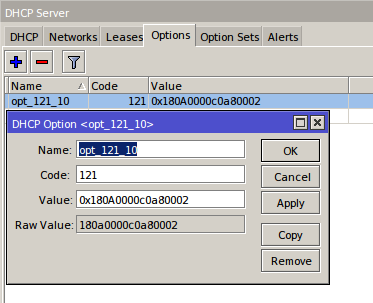 DHCP Server
DHCP Networks Leases Options Option Sets Alerts
Name Code Value
opt_121_10 121 0x180A0000c0a80002
DHCP Option <opt_121_10>
Name: opt_121_10 OK
Code: 121 Cancel
Value: 0x180A0000c0a80002 Apply
Raw Value: 180a0000c0a80002
Copy
Remove